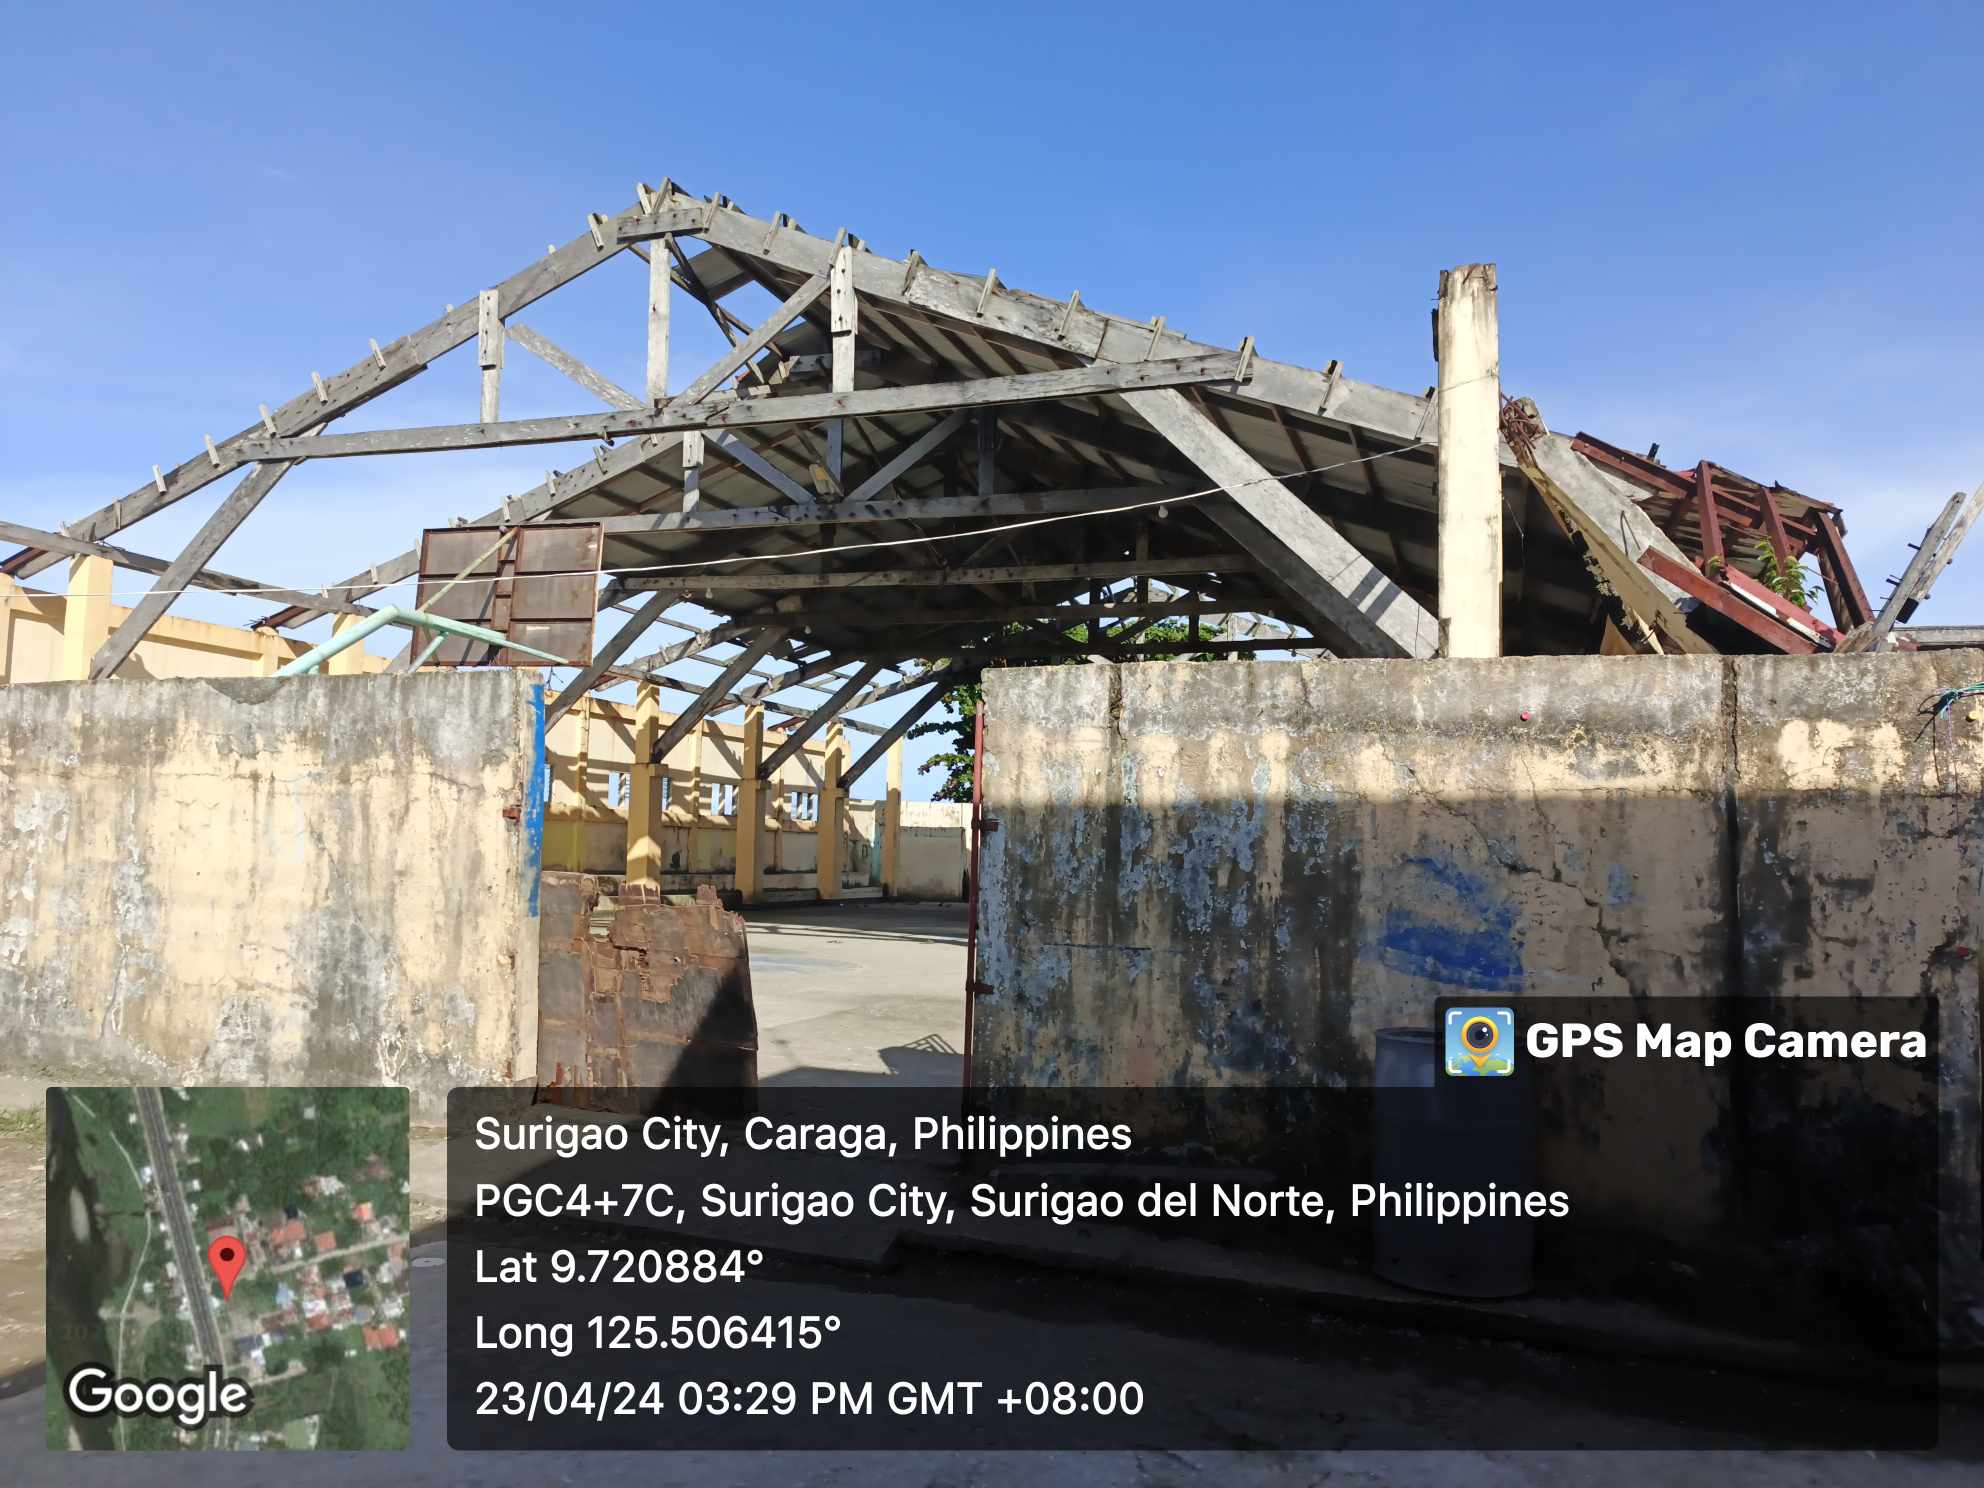 GPS Map Camera
Surigao City, Caraga, Philippines
PGC4+7C, Surigao City, Surigao del Norte, Philippines
Lat 9.720884°
Long 125.506415°
23/04/24 03:29 PM GMT +08:00
Google